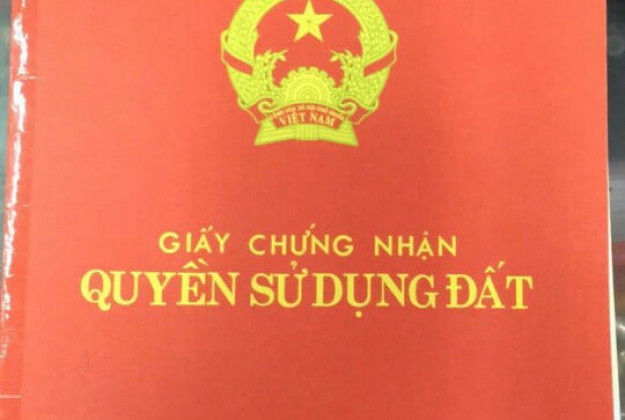 VIỆT NAM
GIẤY CHỨNG NHẬN
QUYỀN SỬ DỤNG ĐẤT